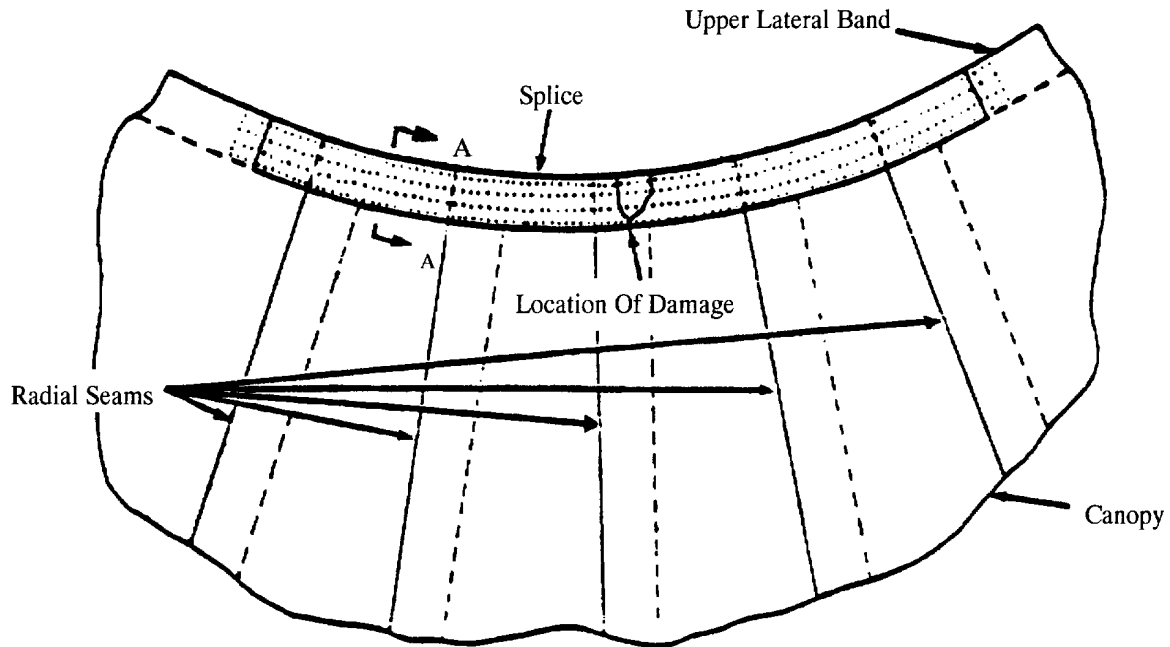 Upper Lateral Band
Splice
A
A
Location Of Damage
Radial Seams
Canopy